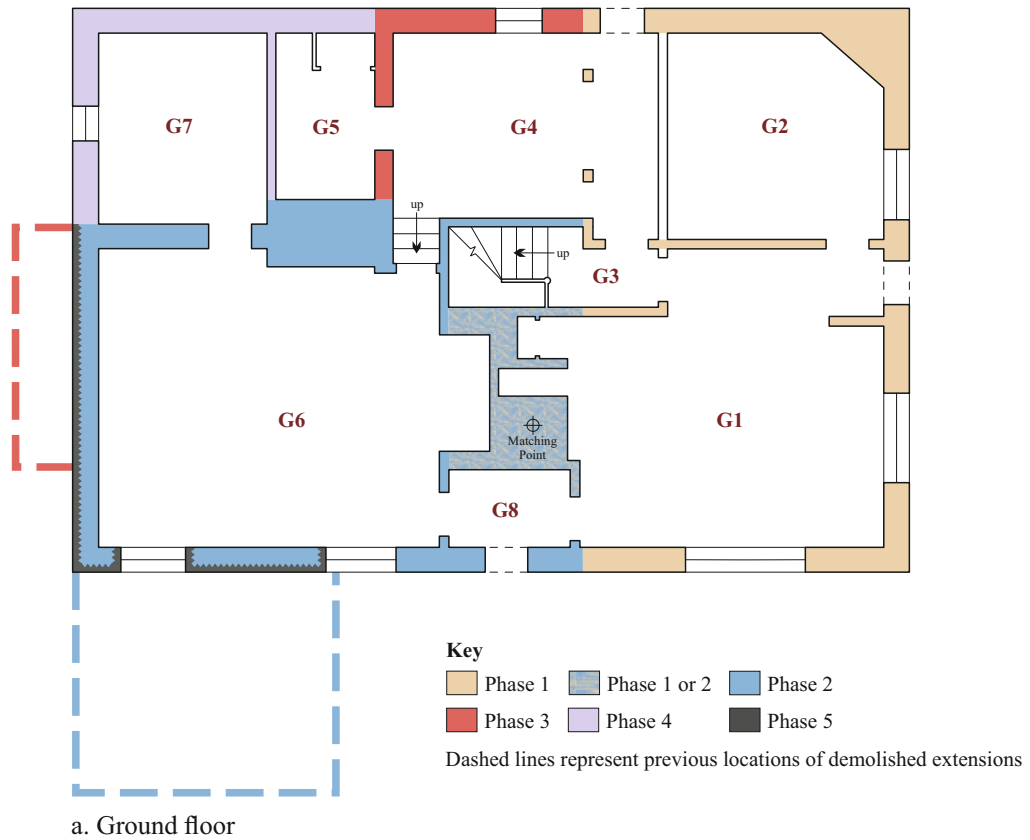 G7
G5
G4
G2
up
up
G3
G6
G1
Matching
Point
G8
Key
Phase 1
Phase 1 or 2
Phase 2
Phase 3
Phase 4
Phase 5
Dashed lines represent previous locations of demolished extensions
a. Ground floor